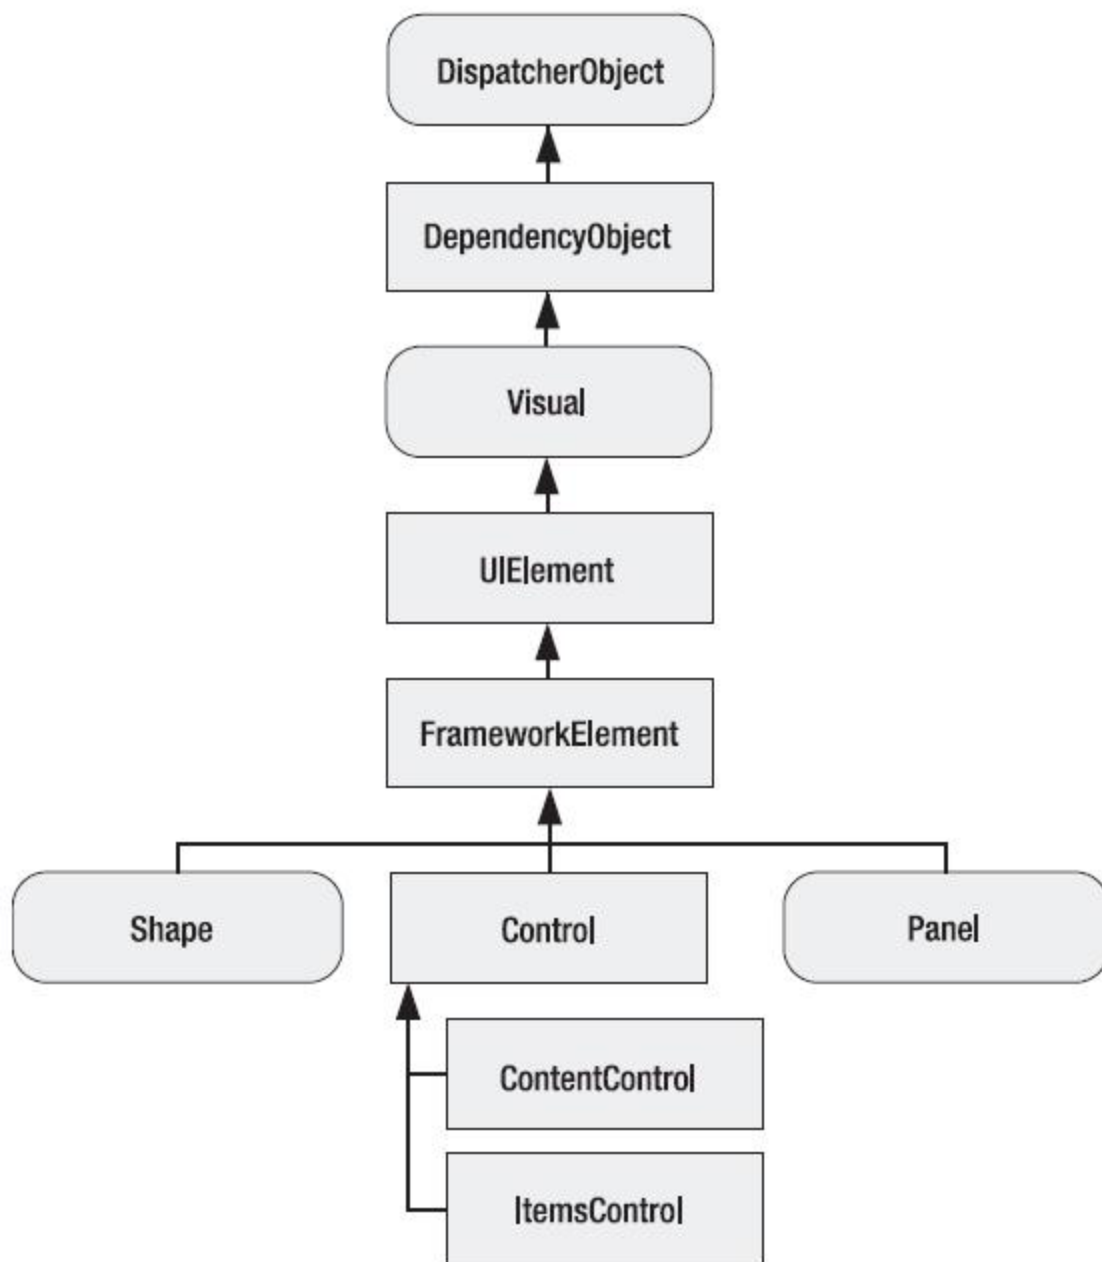 DispatcherObject
DependencyObject
Visual
UIElement
FrameworkElement
Shape
Control
Panel
ContentControl
ItemsControl